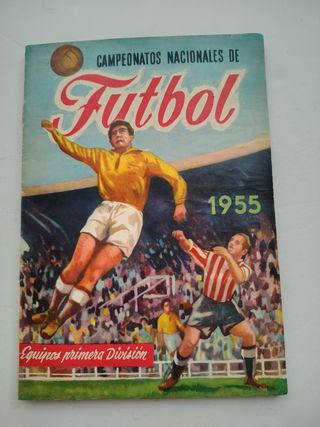 CAMPEONATOS NACIONALES DE
Futbol
1955
Equipos primera División